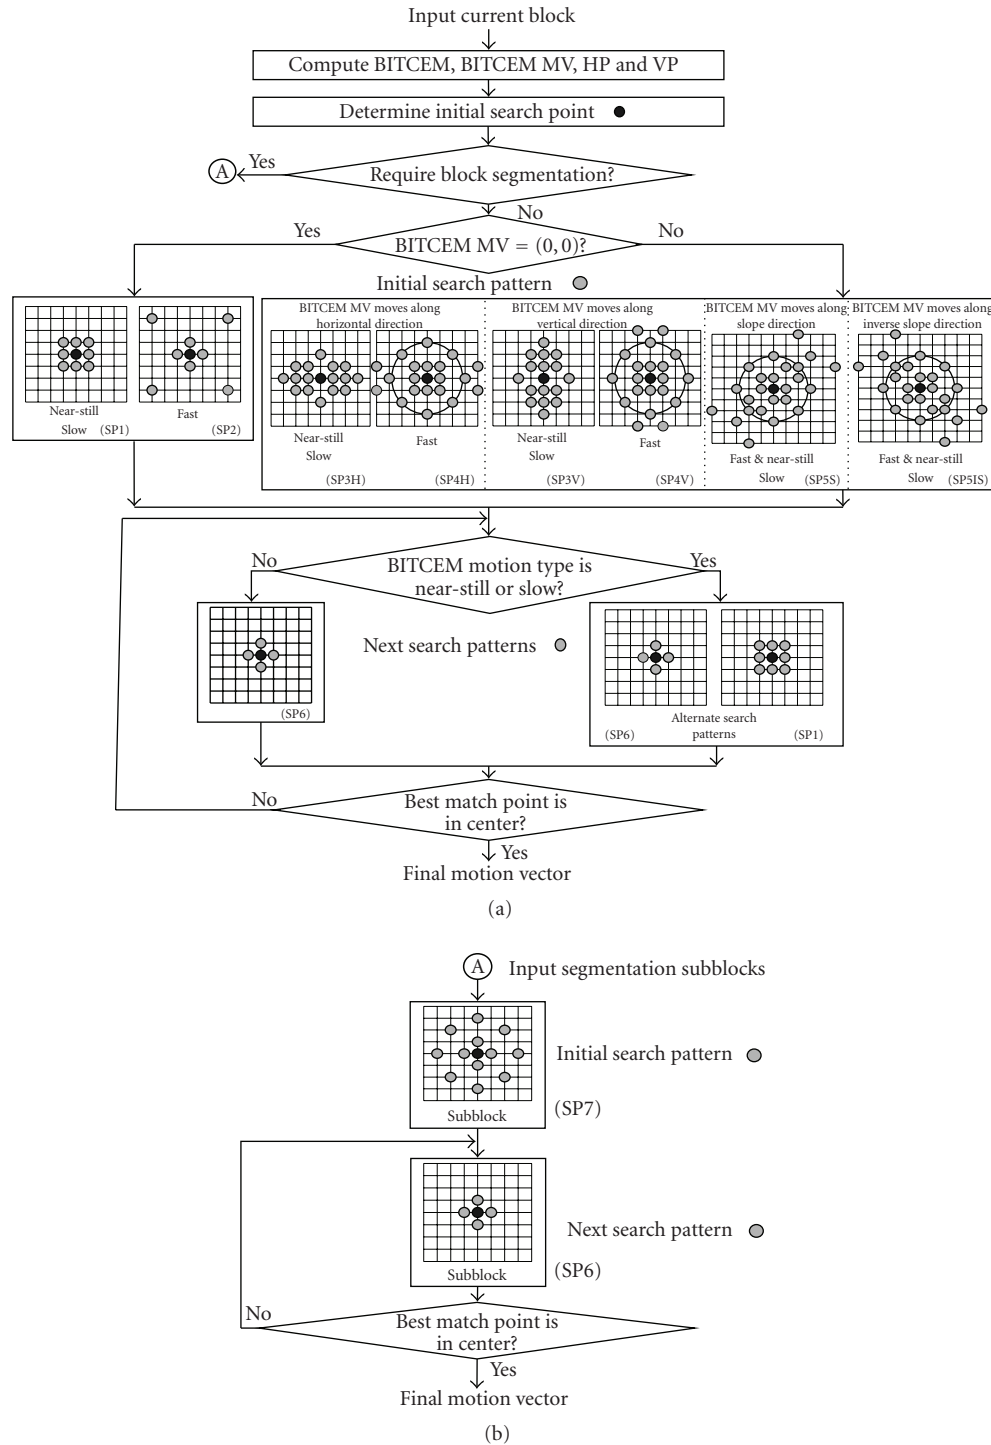 Input current block
Compute BITCEM, BITCEM MV, HP and VP
Determine initial search point
A
Yes
Require block segmentation?
No
Yes
BITCEM MV = (0, 0)?
No
Initial search pattern
Near-still
Slow (SP1)
Fast
(SP2)
BITCEM MV moves along
horizontal direction
Near-still
Slow
(SP3H)
Fast
(SP4H)
BITCEM MV moves along
vertical direction
Near-still
Slow
(SP3V)
Fast
(SP4V)
BITCEM MV moves along
slope direction
Fast & near-still
Slow (SP5S)
BITCEM MV moves along
inverse slope direction
Fast & near-still
Slow (SP5IS)
No
BITCEM motion type is
near-still or slow?
Yes
(SP6)
Next search patterns
(SP6)
Alternate search
patterns
(SP1)
No
Best match point is
in center?
Yes
Final motion vector
(a)
A
Input segmentation subblocks
Initial search pattern
Subblock
(SP7)
Next search pattern
Subblock
(SP6)
No
Best match point is
in center?
Yes
Final motion vector
(b)